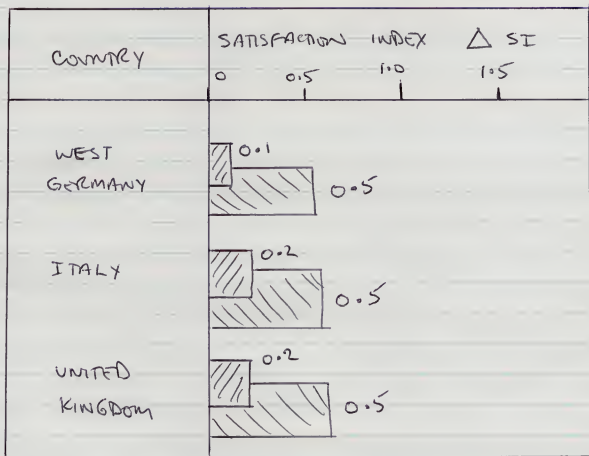 COUNTRY
SATISFACTION INDEX △ SI
0 0.5 1.0 1.5
WEST
GERMANY
0.1
0.5
ITALY
0.2
0.5
UNITED
KINGDOM
0.2
0.5